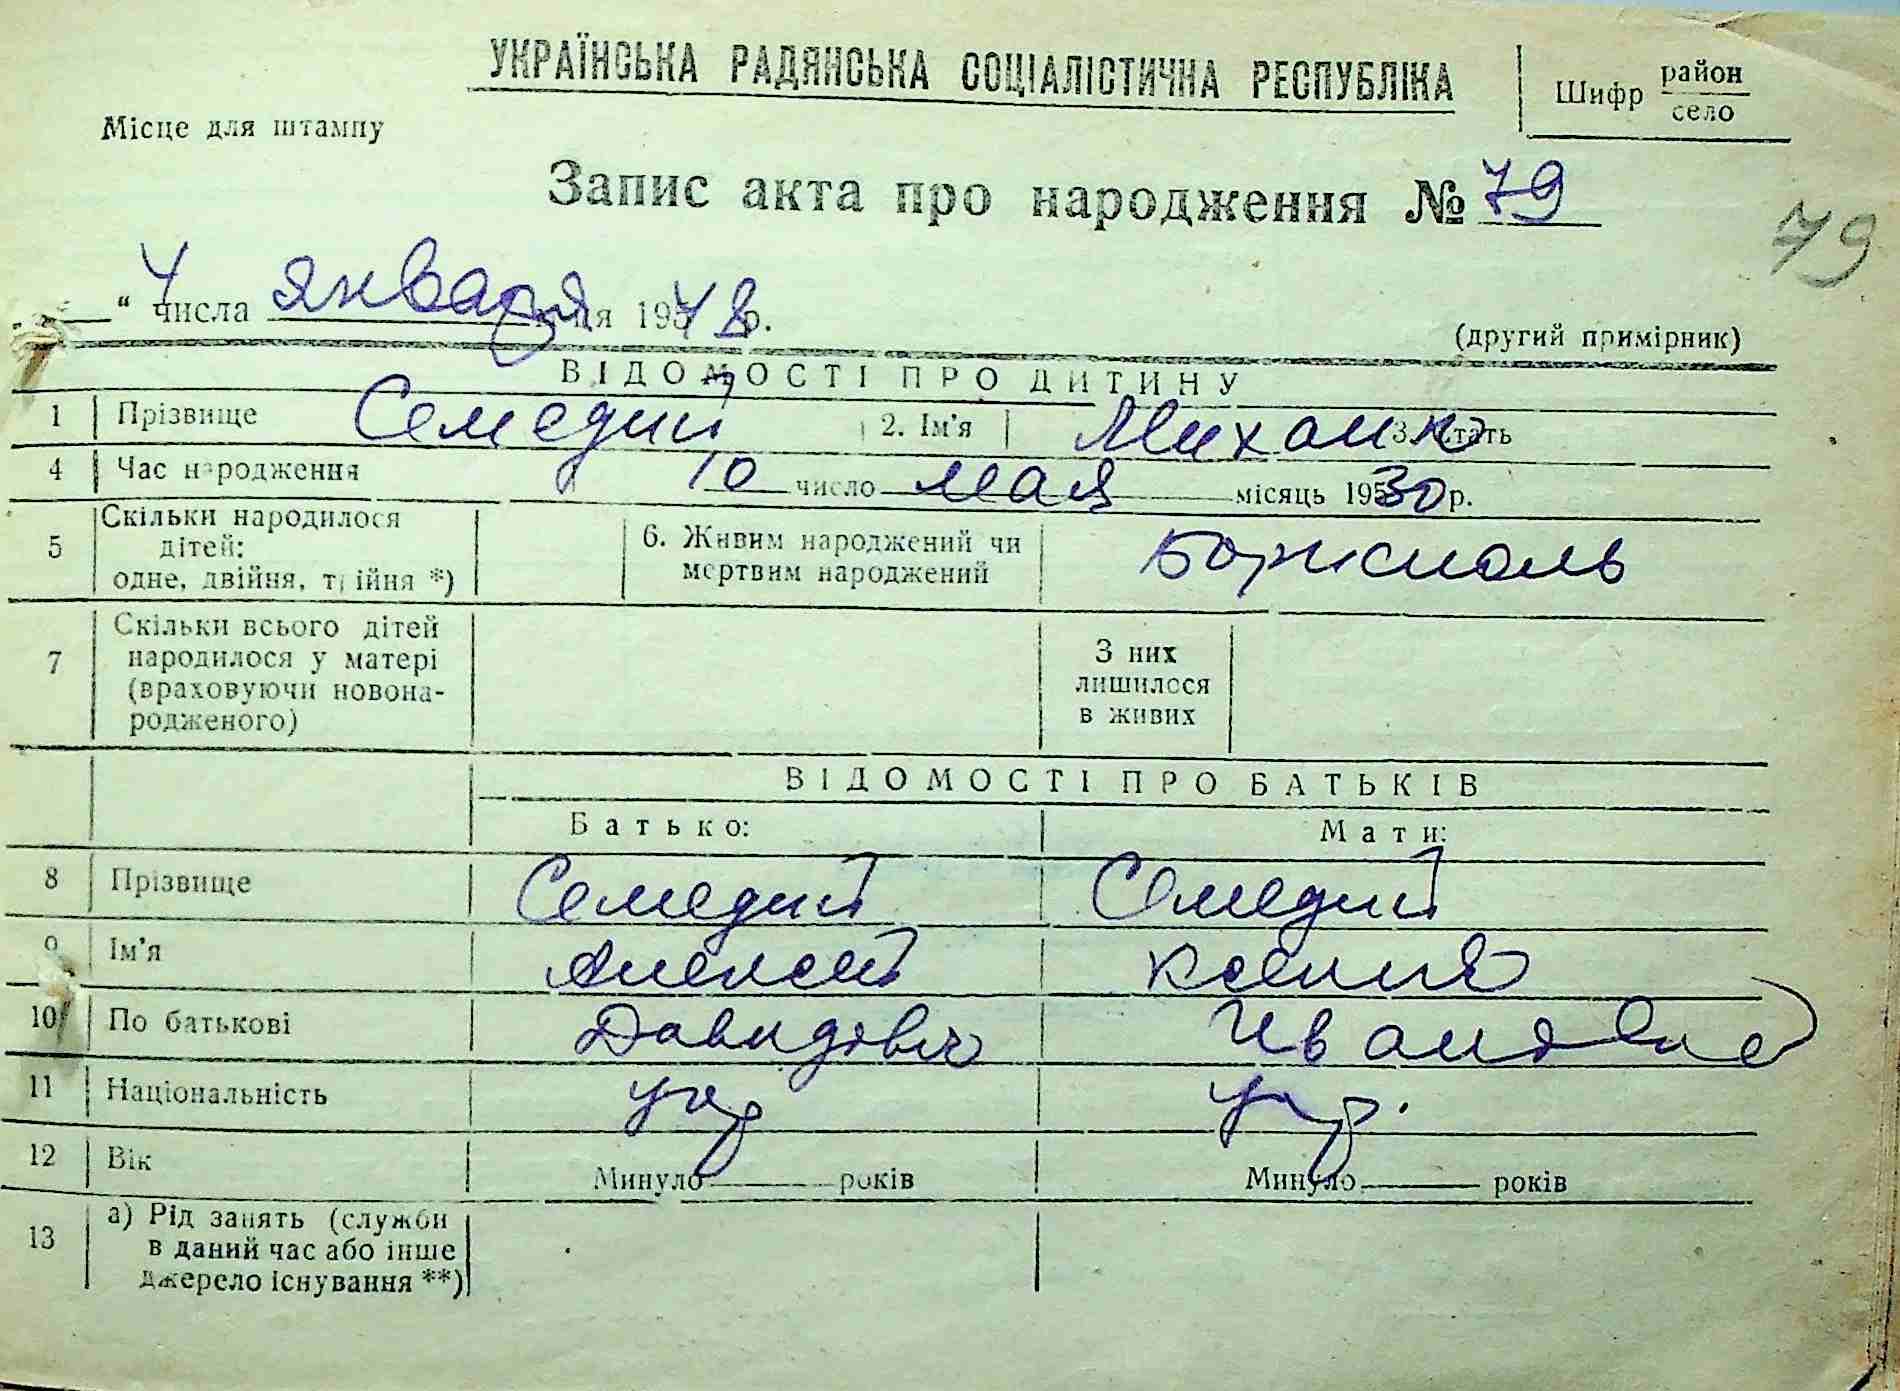 УКРАЇНСЬКА РАДЯНСЬКА СОЦІАЛІСТИЧНА РЕСПУБЛІКА
Шифр район
село
Місце для штампу
Запис акта про народження № 79
79
" 4 числа января 1948 р.
(другий примірник)
ВІДОМОСТІ ПРО ДИТИНУ
1 Прізвище Семедий 2. Ім'я Михаил 3. Стать
4 Час народження 10 число мая місяць 1930 р.
5 Скільки народилося дітей: одне, двійня, трійня *) 6. Живим народжений чи мертвим народжений
7 Скільки всього дітей народилося у матері (враховуючи новонародженого) З них лишилося в живих
ВІДОМОСТІ ПРО БАТЬКІВ
Батько: Мати:
8 Прізвище Семедий Семедий
9 Ім'я Алексей Ксения
10 По батькові Давидович Ивановна
11 Національність укр укр.
12 Вік Минуло років Минуло років
13 а) Рід занять (служби в даний час або інше джерело існування **)